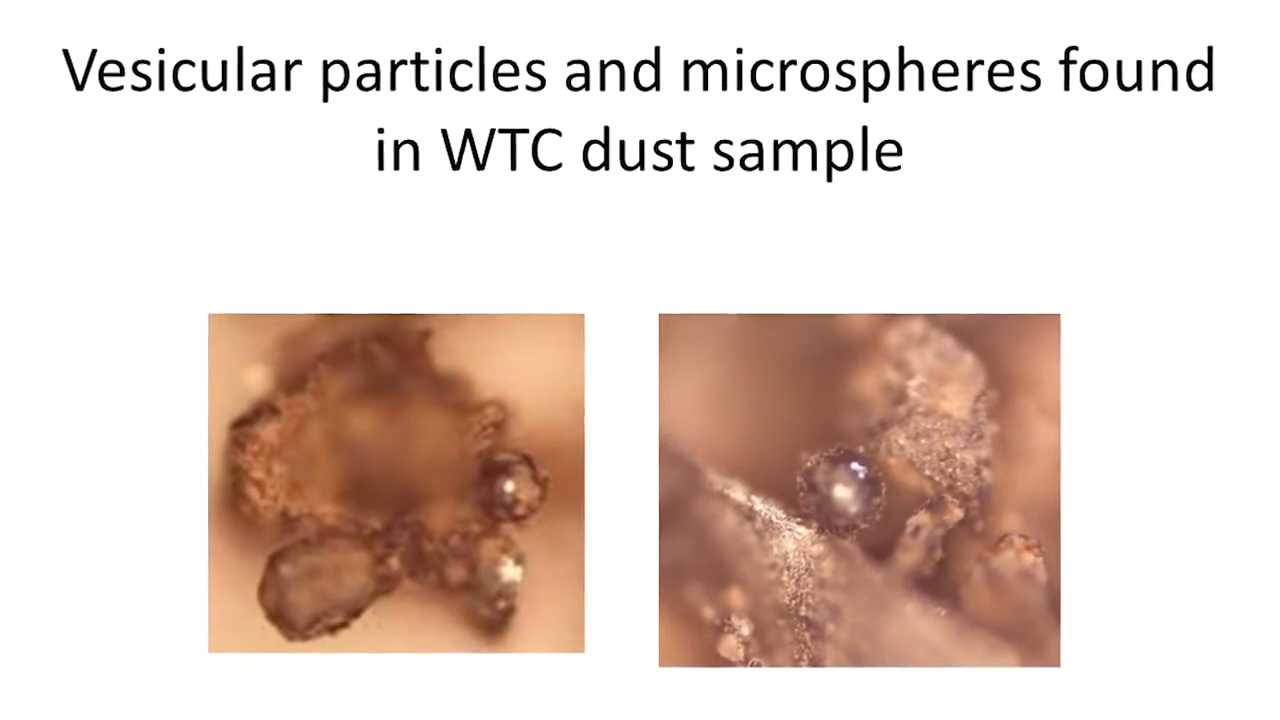 Vesicular particles and microspheres found
in WTC dust sample